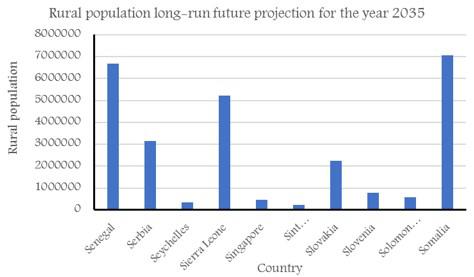 Rural population long-run future projection for the year 2035
8000000
7000000
6000000
5000000
4000000
3000000
2000000
1000000
0
Rural population
Senegal
Serbia
Seychelles
Sierra Leone
Singapore
Sint...
Slovakia
Slovenia
Solomon...
Somalia
Country